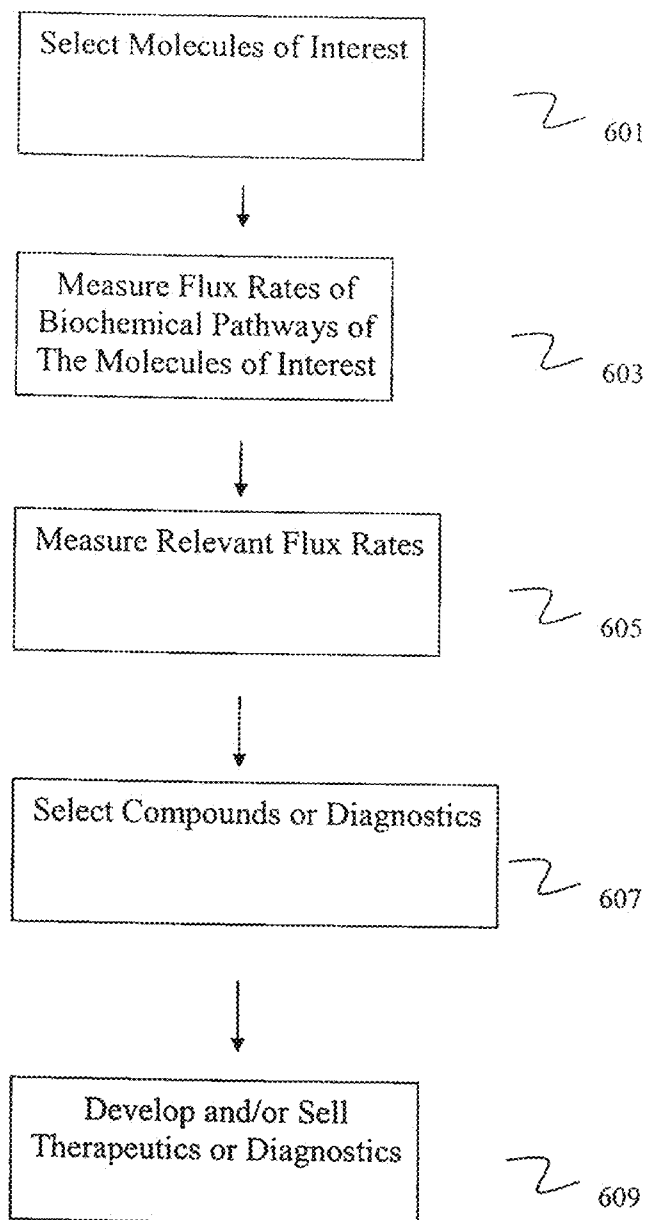 Select Molecules of Interest
601
Measure Flux Rates of
Biochemical Pathways of
The Molecules of Interest
603
Measure Relevant Flux Rates
605
Select Compounds or Diagnostics
607
Develop and/or Sell
Therapeutics or Diagnostics
609